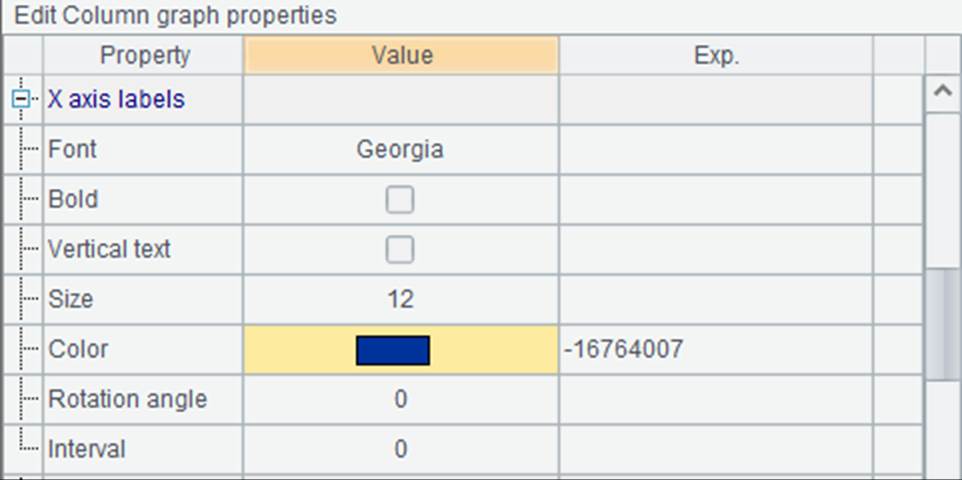 Edit Column graph properties
Property Value Exp.
X axis labels
Font Georgia
Bold
Vertical text
Size 12
Color -16764007
Rotation angle 0
Interval 0